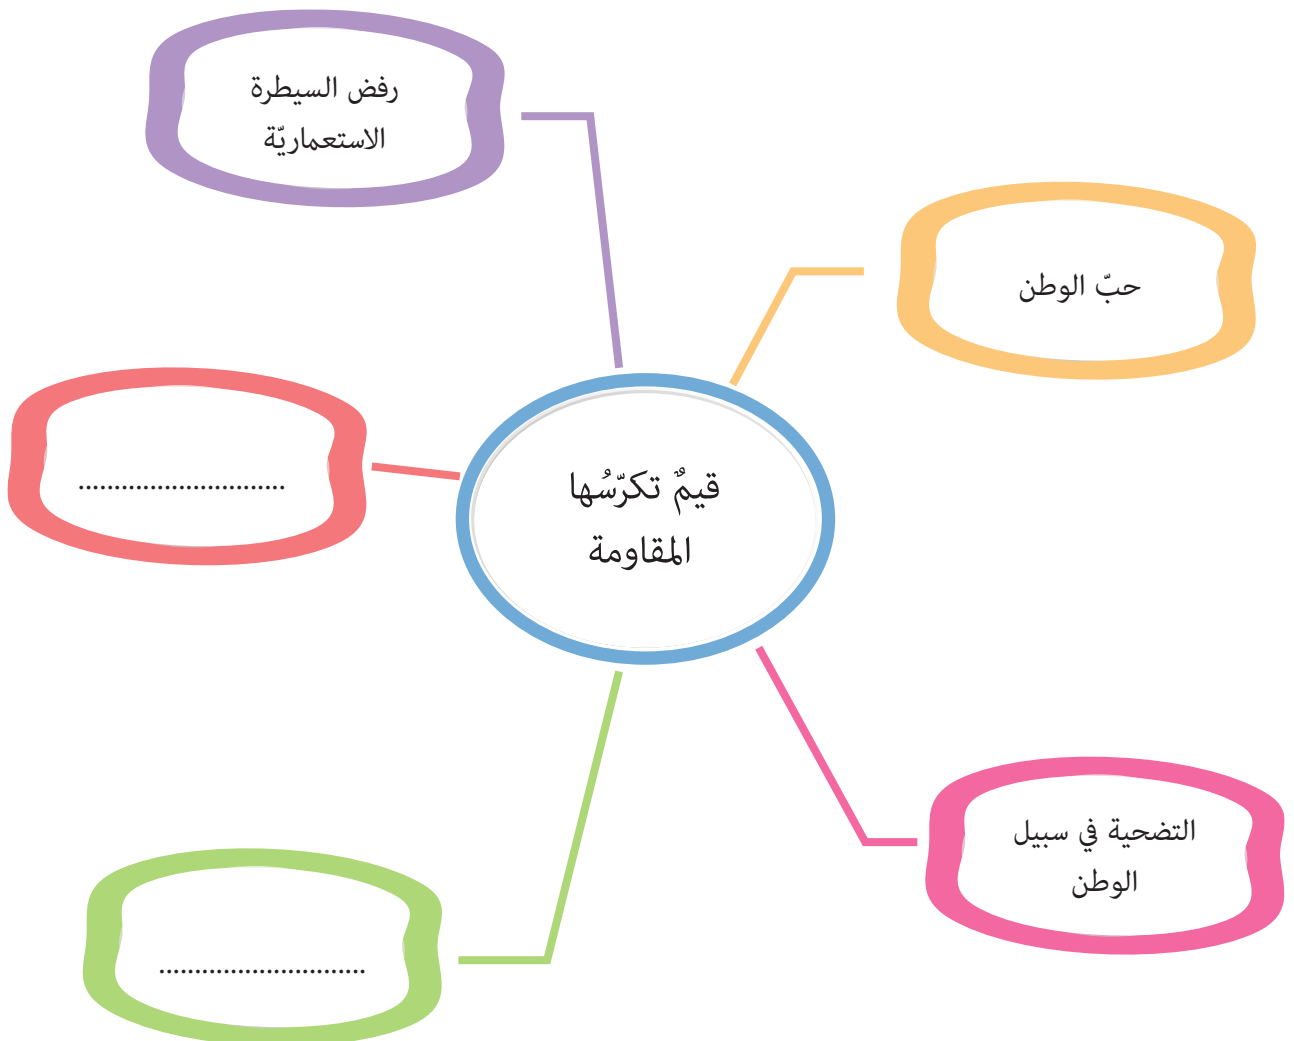 رفض السيطرة
الاستعماريّة
حبّ الوطن
............................
قيمٌ تكرّسُها
المقاومة
التضحية في سبيل
الوطن
............................